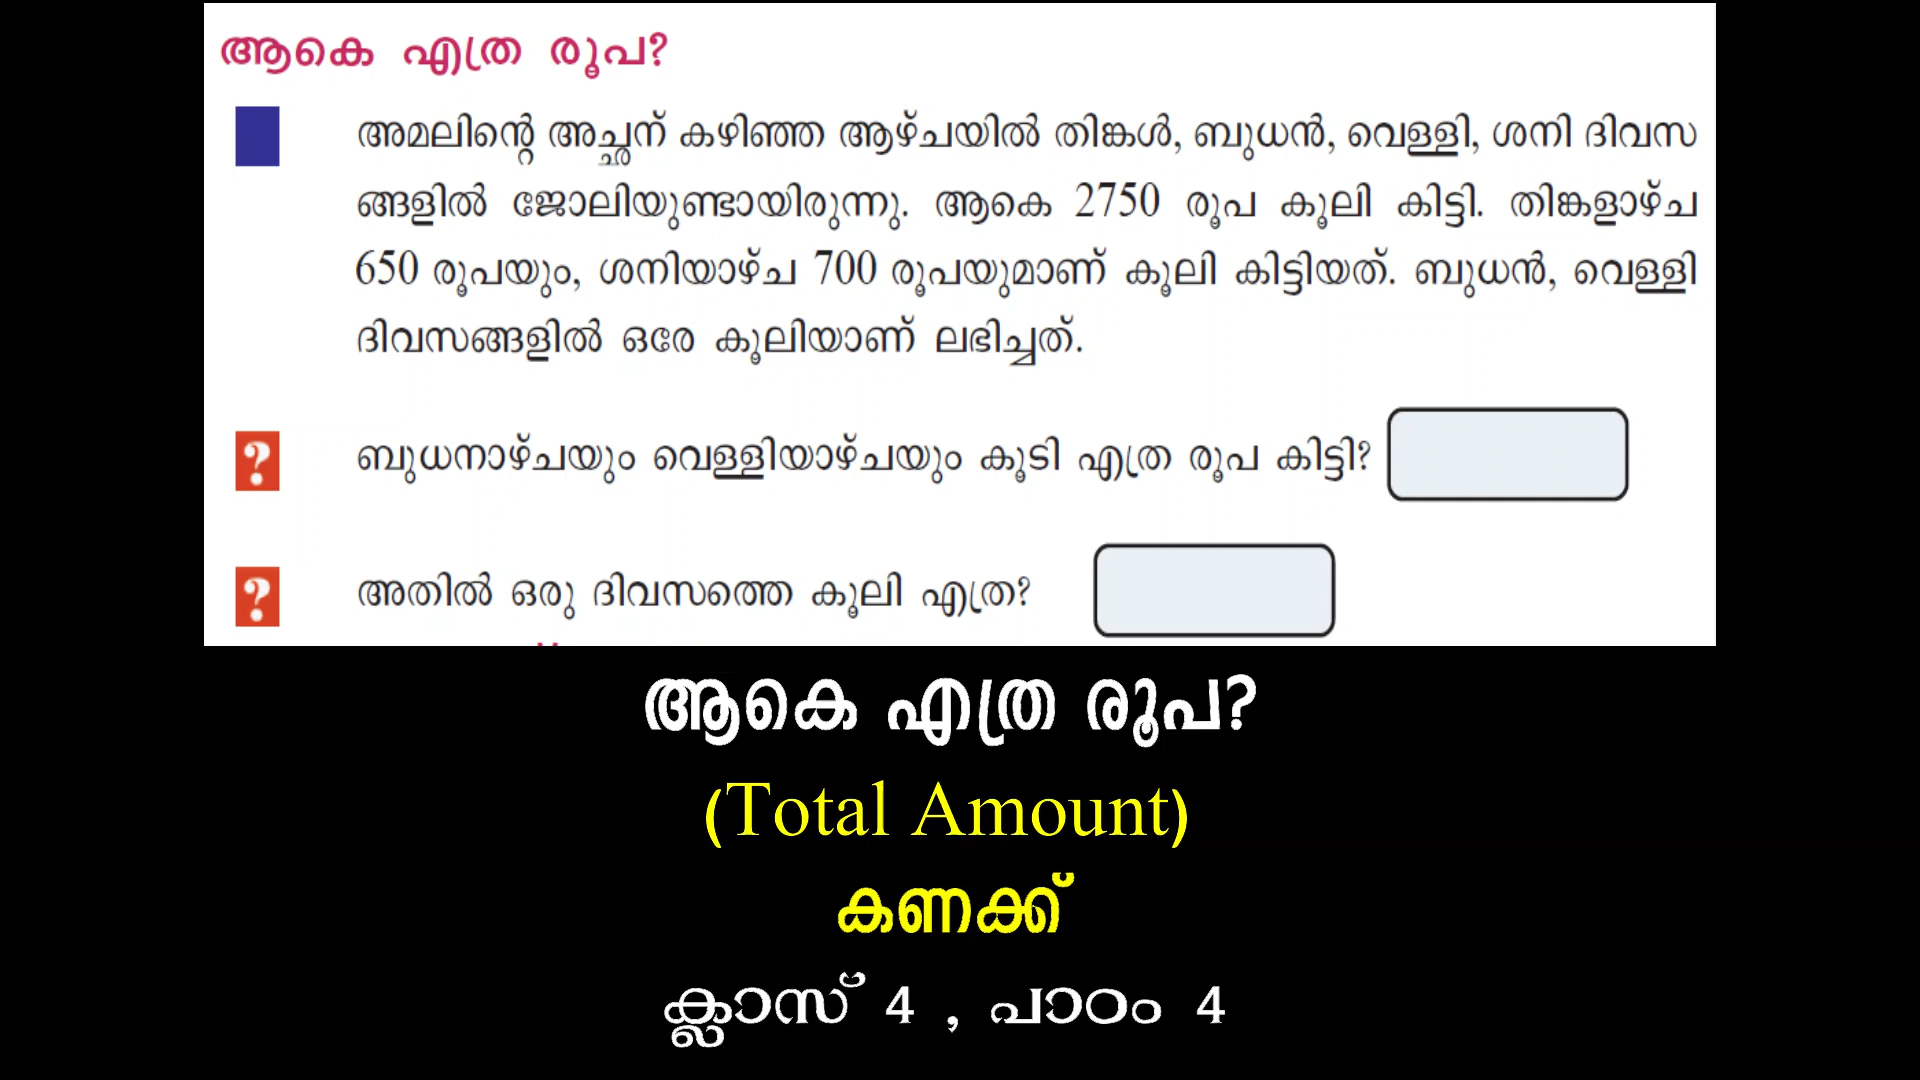 ആകെ എത്ര രൂപ?
അമലിന്റെ അച്ഛന് കഴിഞ്ഞ ആഴ്ചയിൽ തിങ്കൾ, ബുധൻ, വെള്ളി, ശനി ദിവസ
ങ്ങളിൽ ജോലിയുണ്ടായിരുന്നു. ആകെ 2750 രൂപ കൂലി കിട്ടി. തിങ്കളാഴ്ച
650 രൂപയും, ശനിയാഴ്ച 700 രൂപയുമാണ് കൂലി കിട്ടിയത്. ബുധൻ, വെള്ളി
ദിവസങ്ങളിൽ ഒരേ കൂലിയാണ് ലഭിച്ചത്.
? ബുധനാഴ്ചയും വെള്ളിയാഴ്ചയും കൂടി എത്ര രൂപ കിട്ടി?
? അതിൽ ഒരു ദിവസത്തെ കൂലി എത്ര?
ആകെ എത്ര രൂപ?
(Total Amount)
കണക്ക്
ക്ലാസ് 4 , പാഠം 4